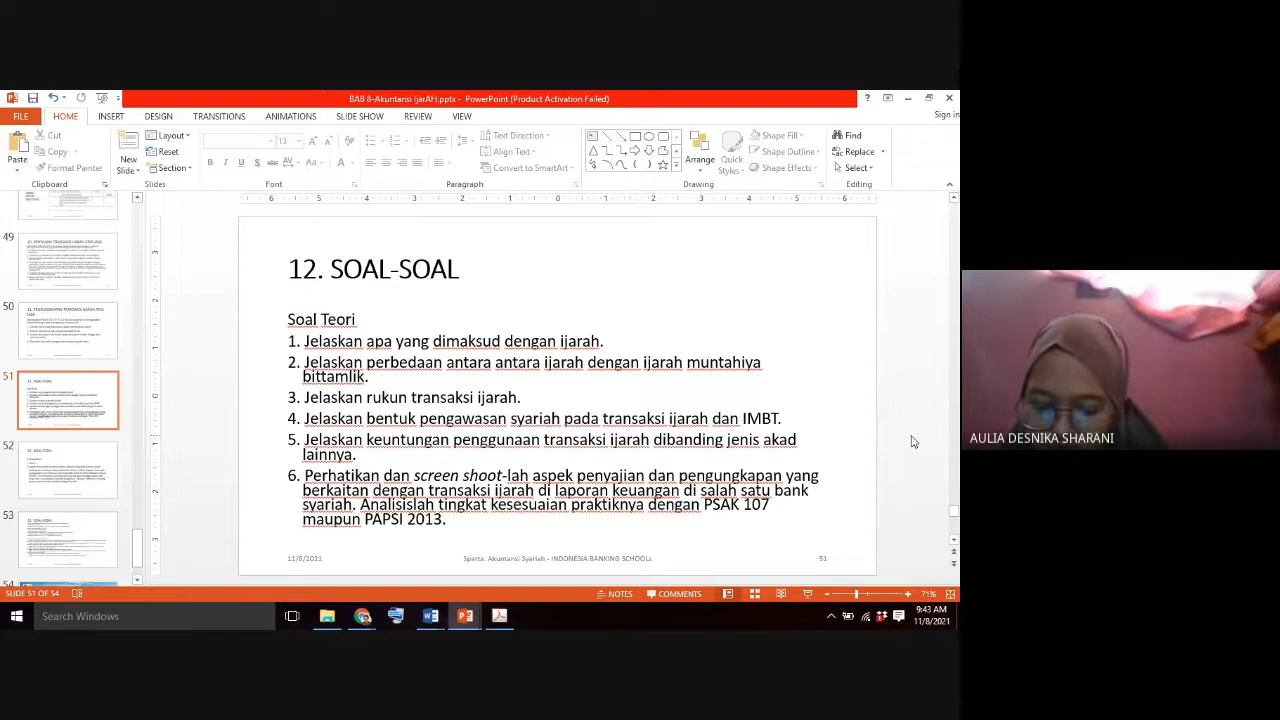 BAB 8-Akuntansi IjarAH.pptx - PowerPoint (Product Activation Failed)
FILE HOME INSERT DESIGN TRANSITIONS ANIMATIONS SLIDE SHOW REVIEW VIEW Sign in
Paste Cut Copy Format Painter
Clipboard
New Slide Layout Reset Section
Slides
13
Font
Text Direction Align Text Convert to SmartArt
Paragraph
Arrange Quick Styles Shape Fill Shape Outline Shape Effects
Drawing
Find Replace Select
Editing
49
50
51
52
53
54
12. SOAL-SOAL
Soal Teori
1. Jelaskan apa yang dimaksud dengan ijarah.
2. Jelaskan perbedaan antara antara ijarah dengan ijarah muntahiya
bittamlik.
3. Jelaskan rukun transaksi ijarah.
4. Jelaskan bentuk pengawasan syariah pada transaksi ijarah dan IMBT.
5. Jelaskan keuntungan penggunaan transaksi ijarah dibanding jenis akad
lainnya.
6. Perhatikan dan screen shoot-lah aspek penyajian dan pengungkapan yang
berkaitan dengan transaksi ijarah di laporan keuangan di salah satu bank
syariah. Analisislah tingkat kesesuaian praktiknya dengan PSAK 107
maupun PAPSI 2013.
11/8/2021 Sparta: Akuntansi Syariah - INDONESIA BANKING SCHOOLs 51
AULIA DESNIKA SHARANI
SLIDE 51 OF 54 NOTES COMMENTS 71%
Search Windows
9:43 AM
11/8/2021